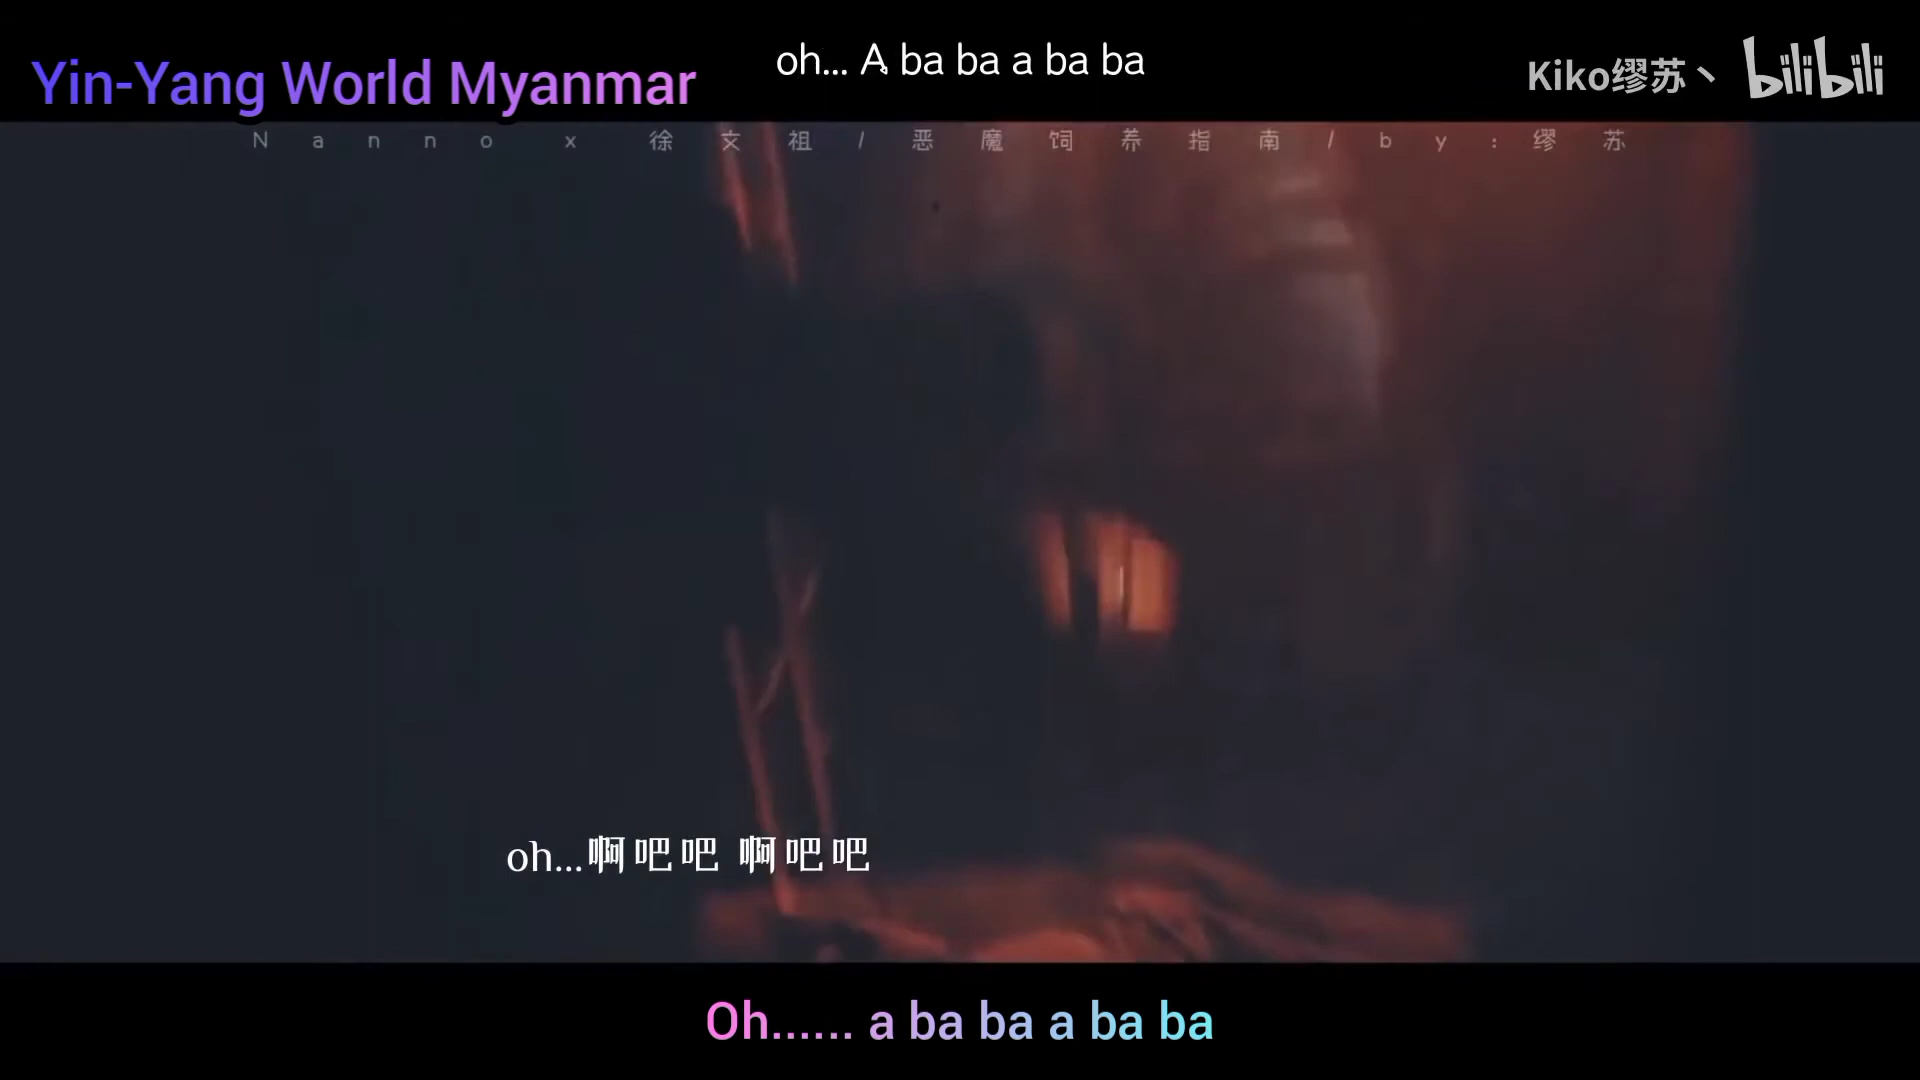 Yin-Yang World Myanmar
oh... A ba ba a ba ba
Kiko缪苏丶 bilibili
Nanno x 徐文祖/恶魔饲养指南/by:缪苏
oh...啊吧吧 啊吧吧
Oh...... a ba ba a ba ba